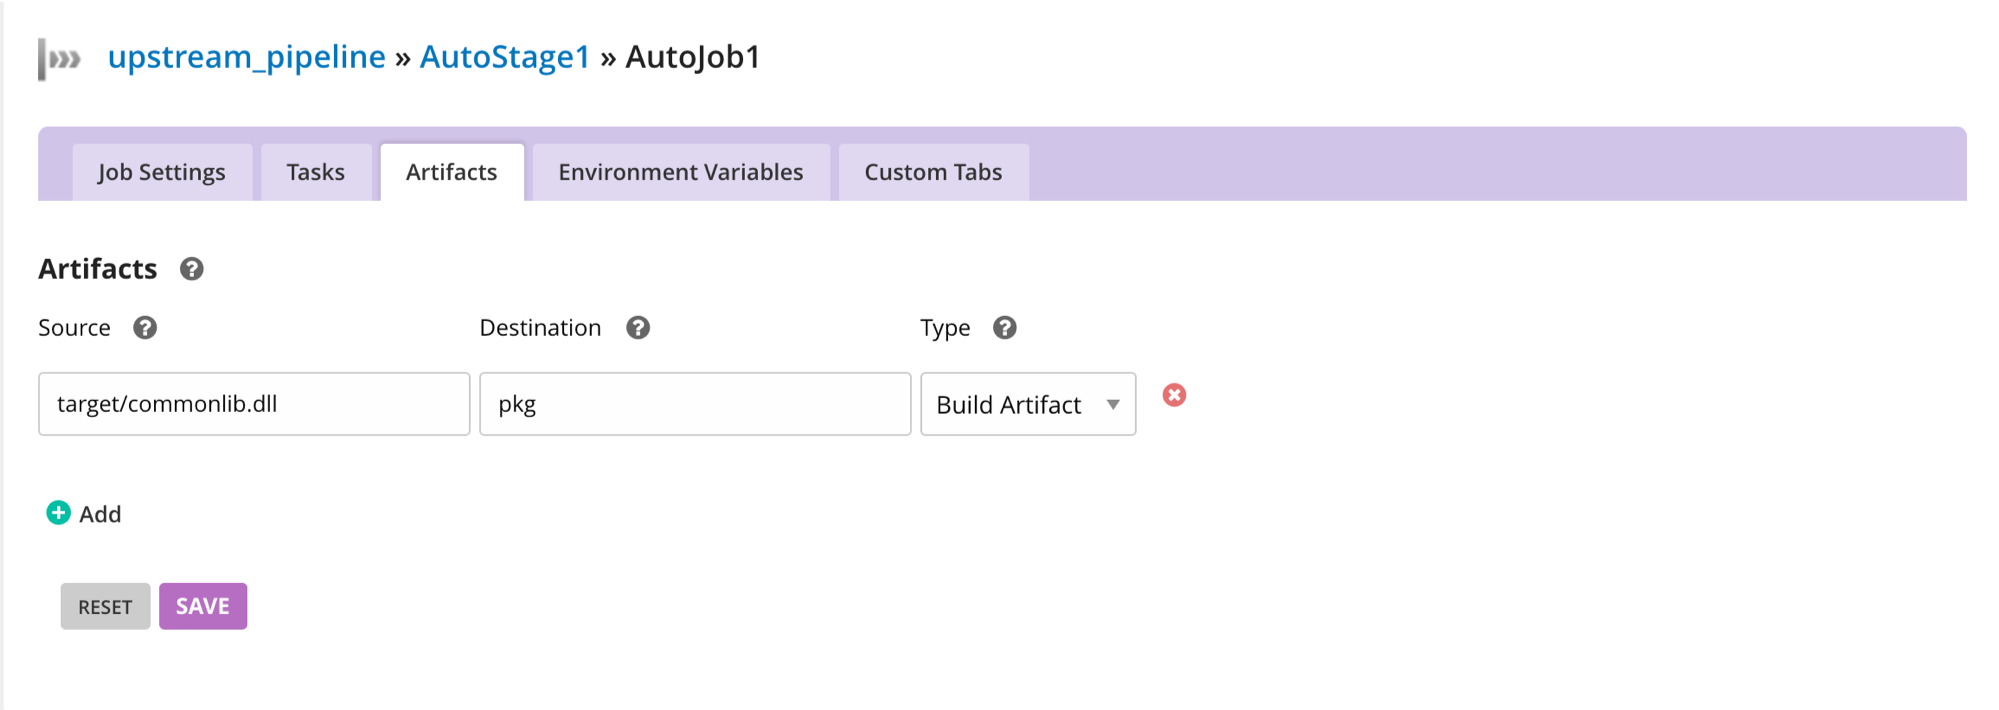 upstream_pipeline » AutoStage1 » AutoJob1
Job Settings Tasks Artifacts Environment Variables Custom Tabs
Artifacts
Source Destination Type
target/commonlib.dll pkg Build Artifact
Add
RESET SAVE